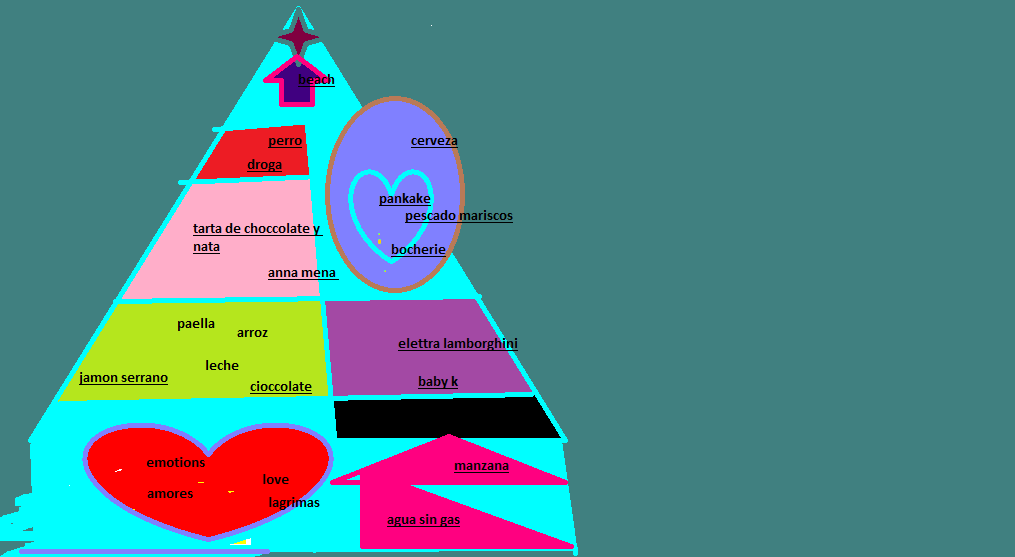 beach
perro
droga
cerveza
pankake
pescado mariscos
bocherie
tarta de choccolate y
nata
anna mena
paella
arroz
leche
jamon serrano
cioccolate
elettra lamborghini
baby k
emotions
love
amores
lagrimas
manzana
agua sin gas